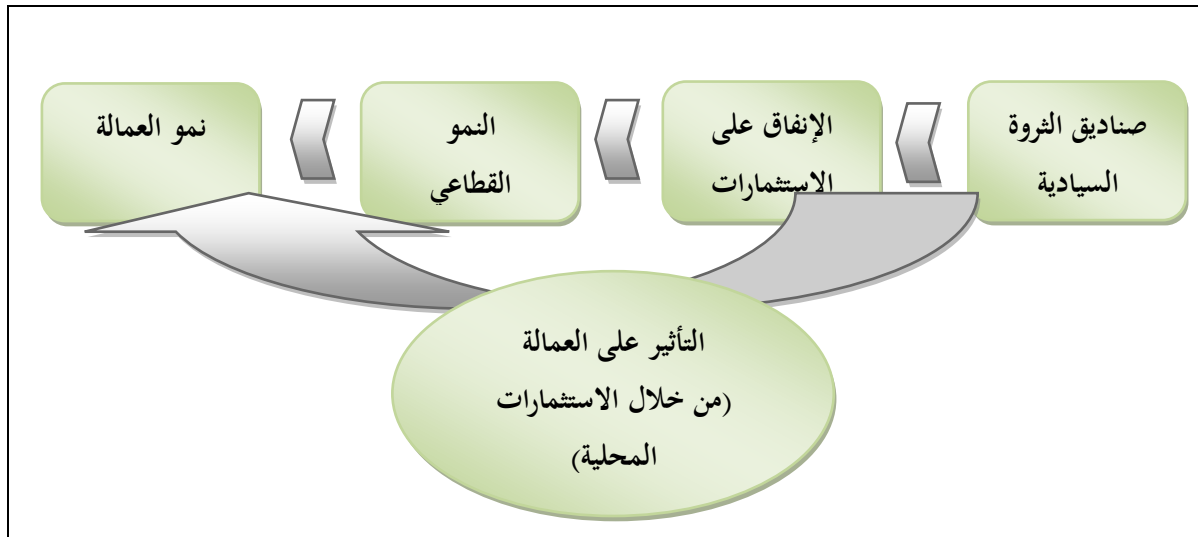 صناديق الثروة
السيادية
الإنفاق على
الاستثمارات
النمو
القطاعي
نمو العمالة
التأثير على العمالة
(من خلال الاستثمارات
المحلية)